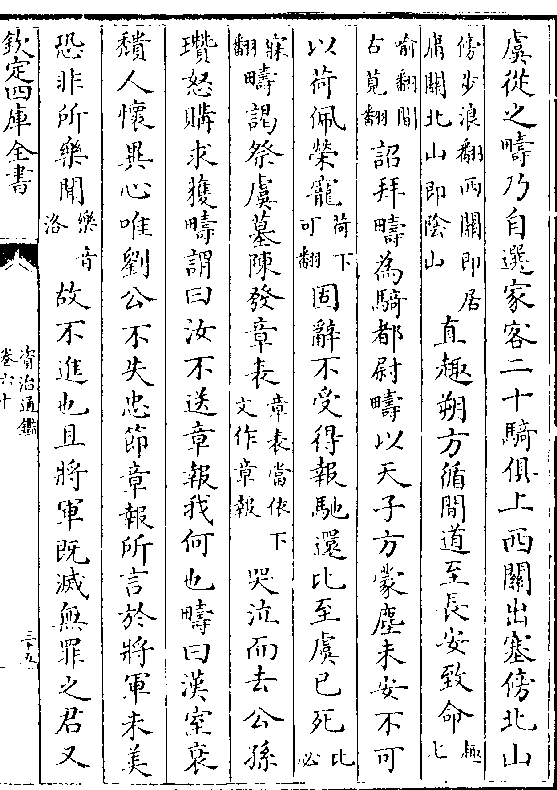 虞從之疇乃自選家客二十騎俱上西關出塞傍北山
傍步浪翻西關即居庸關北山即陰山直趣朔方循間道至長安致命趣七
喻翻間古莧翻詔拜疇為騎都尉疇以天子方蒙塵未安不可
以荷佩榮寵荷下可翻固辭不受得報馳還比至虞已死比必
寐翻疇謁祭虞墓陳發章表章表當依下文作章報哭泣而去公孫
瓚怒購求獲疇謂曰汝不送章報我何也疇曰漢室衰
穨人懷異心唯劉公不失忠節章報所言於將軍未美
恐非所樂聞樂音洛故不進也且將軍既滅無罪之君又
欽定四庫全書
資治通鑑
卷六十
三十五